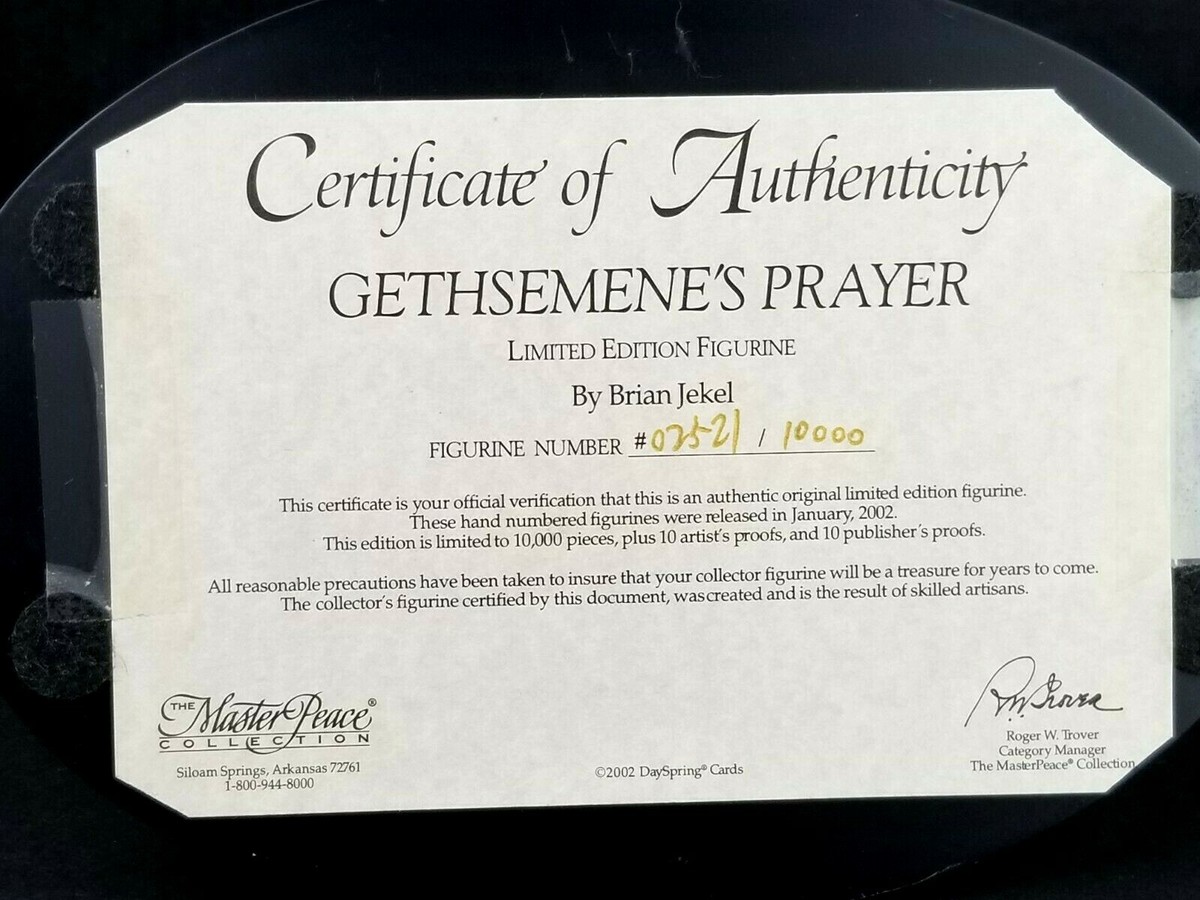 Certificate of Authenticity
GETHSEMENE'S PRAYER
LIMITED EDITION FIGURINE
By Brian Jekel
FIGURINE NUMBER #02521 / 10000
This certificate is your official verification that this is an authentic original limited edition figurine.
These hand numbered figurines were released in January, 2002.
This edition is limited to 10,000 pieces, plus 10 artist's proofs, and 10 publisher's proofs.
All reasonable precautions have been taken to insure that your collector figurine will be a treasure for years to come.
The collector's figurine certified by this document, was created and is the result of skilled artisans.
THE MasterPeace®
COLLECTION
Siloam Springs, Arkansas 72761
1-800-944-8000
©2002 DaySpring® Cards
RW Trover
Roger W. Trover
Category Manager
The MasterPeace® Collection